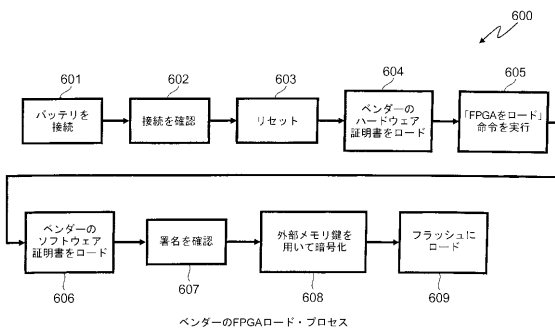 600
601
602
603
604
605
バッテリを
接続
接続を確認
リセット
ベンダーの
ハードウェア
証明書をロード
「FPGAをロード」
命令を実行
ベンダーの
ソフトウェア
証明書をロード
署名を確認
外部メモリ鍵を
用いて暗号化
フラッシュに
ロード
606
607
608
609
ベンダーのFPGAロード・プロセス